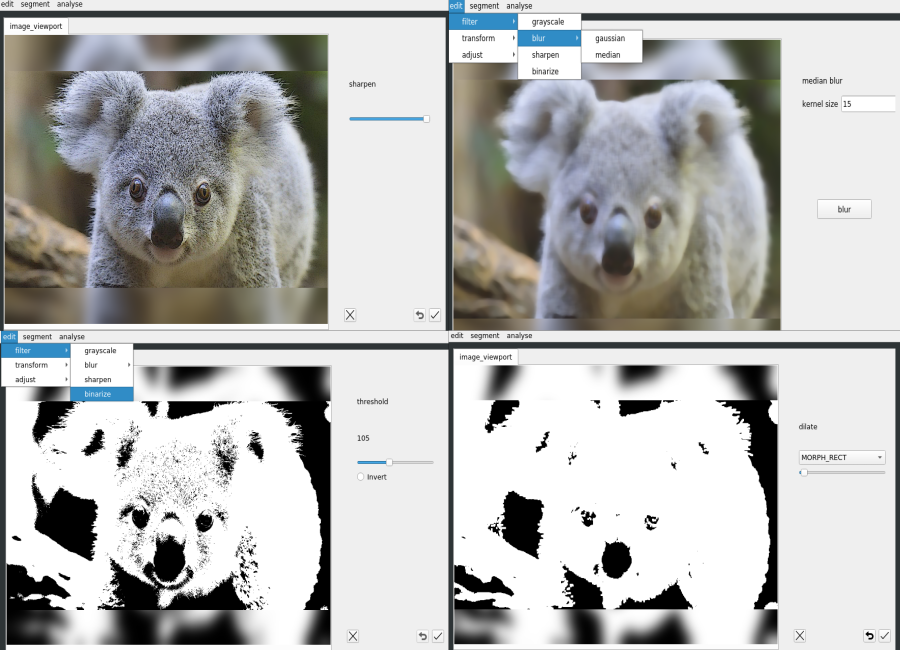 edit segment analyse
image_viewport
sharpen
edit segment analyse
filter grayscale
transform blur gaussian
adjust sharpen median
binarize
median blur
kernel size 15
blur
edit segment analyse
filter grayscale
transform blur
adjust sharpen
binarize
threshold
105
Invert
edit segment analyse
image_viewport
dilate
MORPH_RECT